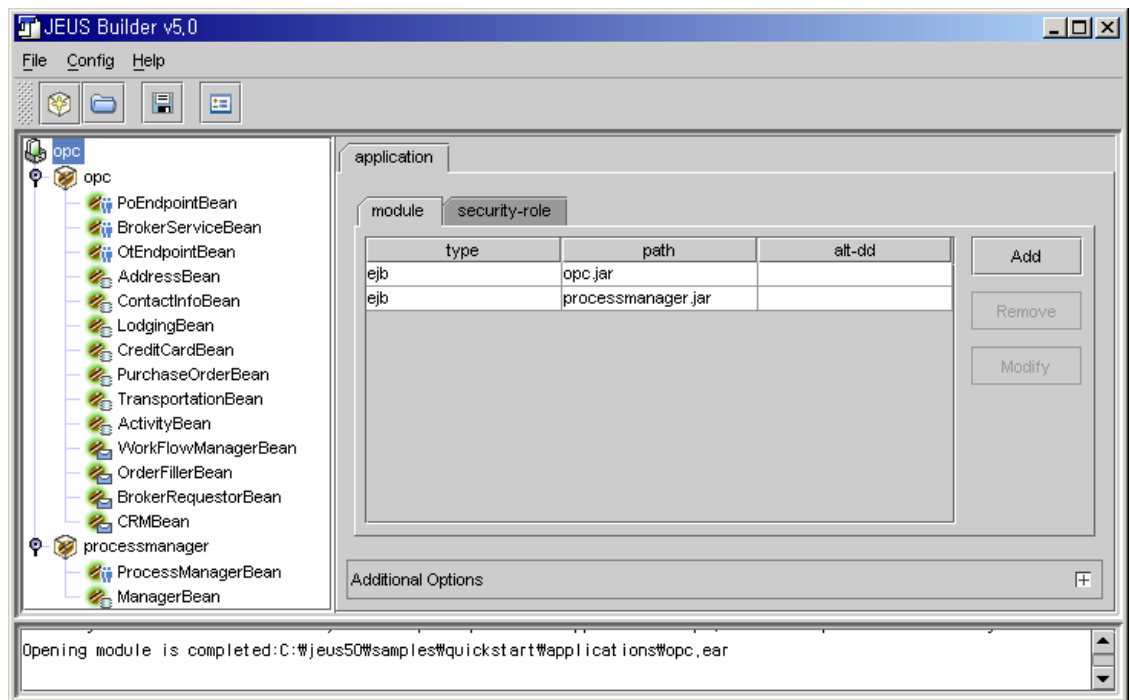 JEUS Builder v5,0
File Config Help
opc
opc
PoEndpointBean
BrokerServiceBean
OtEndpointBean
AddressBean
ContactInfoBean
LodgingBean
CreditCardBean
PurchaseOrderBean
TransportationBean
ActivityBean
WorkFlowManagerBean
OrderFillerBean
BrokerRequestorBean
CRMBean
processmanager
ProcessManagerBean
ManagerBean
application
module security-role
type path alt-dd
ejb opc.jar
ejb processmanager.jar
Add
Remove
Modify
Additional Options
Opening module is completed:C:₩jeus50₩samples₩quickstart₩applications₩opc,ear